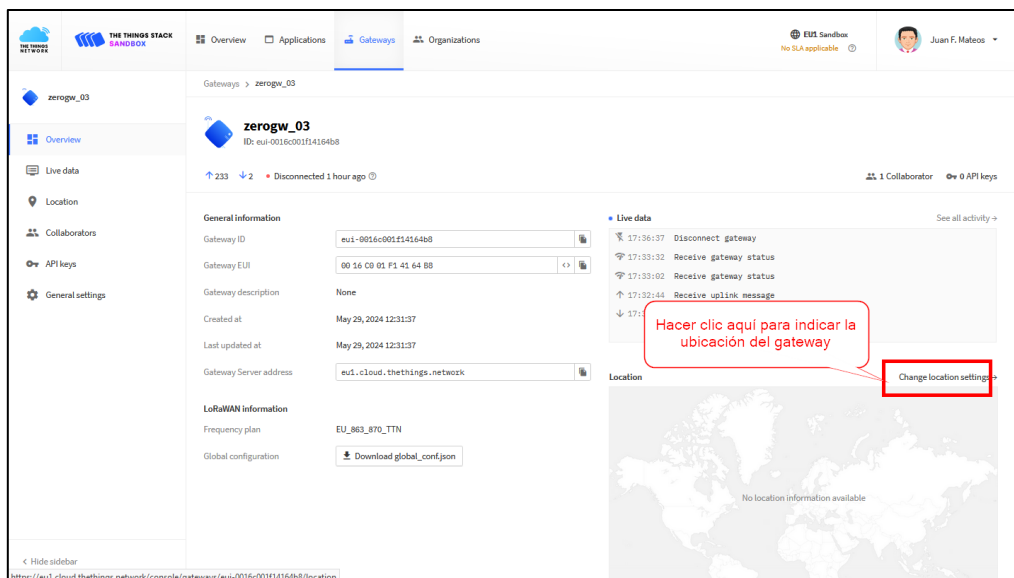 THE THINGS NETWORK
THE THINGS STACK
SANDBOX
Overview
Applications
Gateways
Organizations
EU1 Sandbox
No SLA applicable
Juan F. Mateos
zerogw_03
Overview
Live data
Location
Collaborators
API keys
General settings
< Hide sidebar
Gateways > zerogw_03
zerogw_03
ID: eui-0016c001f14164b8
↑ 233 ↓ 2 • Disconnected 1 hour ago
1 Collaborator 0 API keys
General information
Gateway ID eui-0016c001f14164b8
Gateway EUI 00 16 C0 01 F1 41 64 B8 <>
Gateway description None
Created at May 29, 2024 12:31:37
Last updated at May 29, 2024 12:31:37
Gateway Server address eu1.cloud.thethings.network
LoRaWAN information
Frequency plan EU_863_870_TTN
Global configuration Download global_conf.json
• Live data See all activity →
17:36:37 Disconnect gateway
17:33:32 Receive gateway status
17:33:02 Receive gateway status
↑ 17:32:44 Receive uplink message
Hacer clic aquí para indicar la
ubicación del gateway
Location Change location settings →
No location information available
https://eu1.cloud.thethings.network/console/gateways/eui-0016c001f14164b8/location